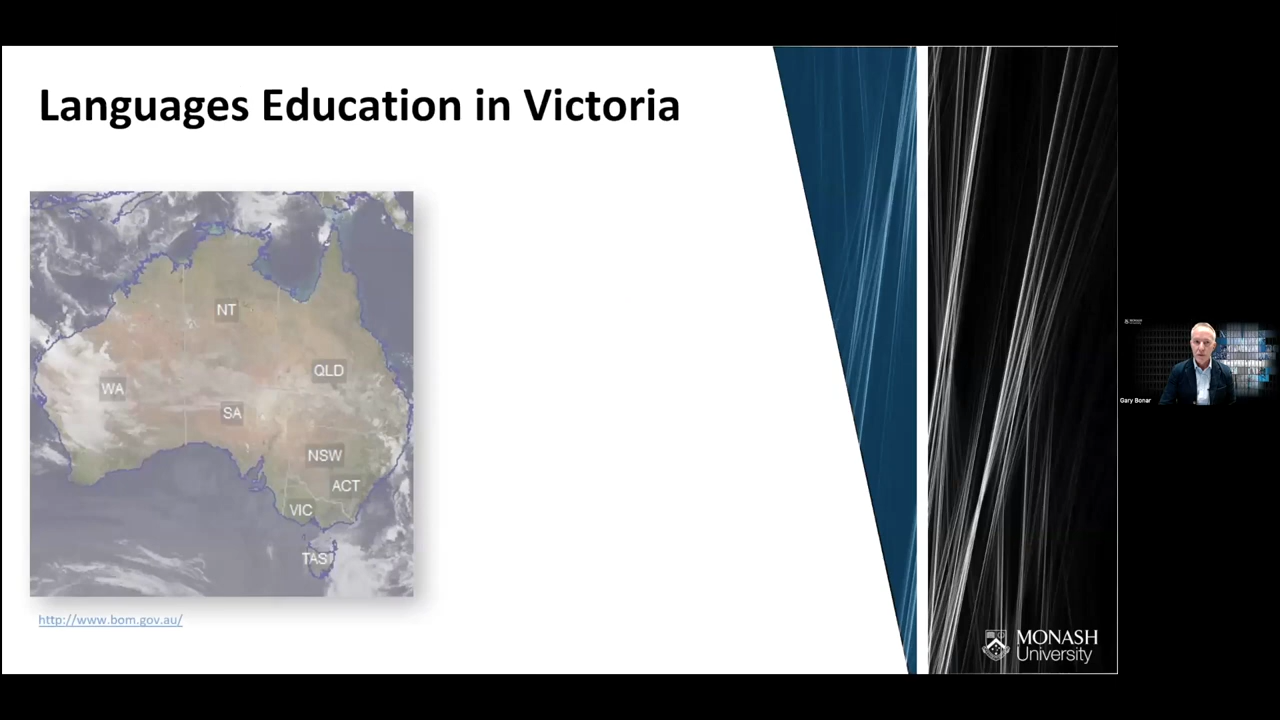 Languages Education in Victoria
NT
QLD
WA
SA
NSW
ACT
VIC
TAS
http://www.bom.gov.au/
MONASH
University
Gary Bonar